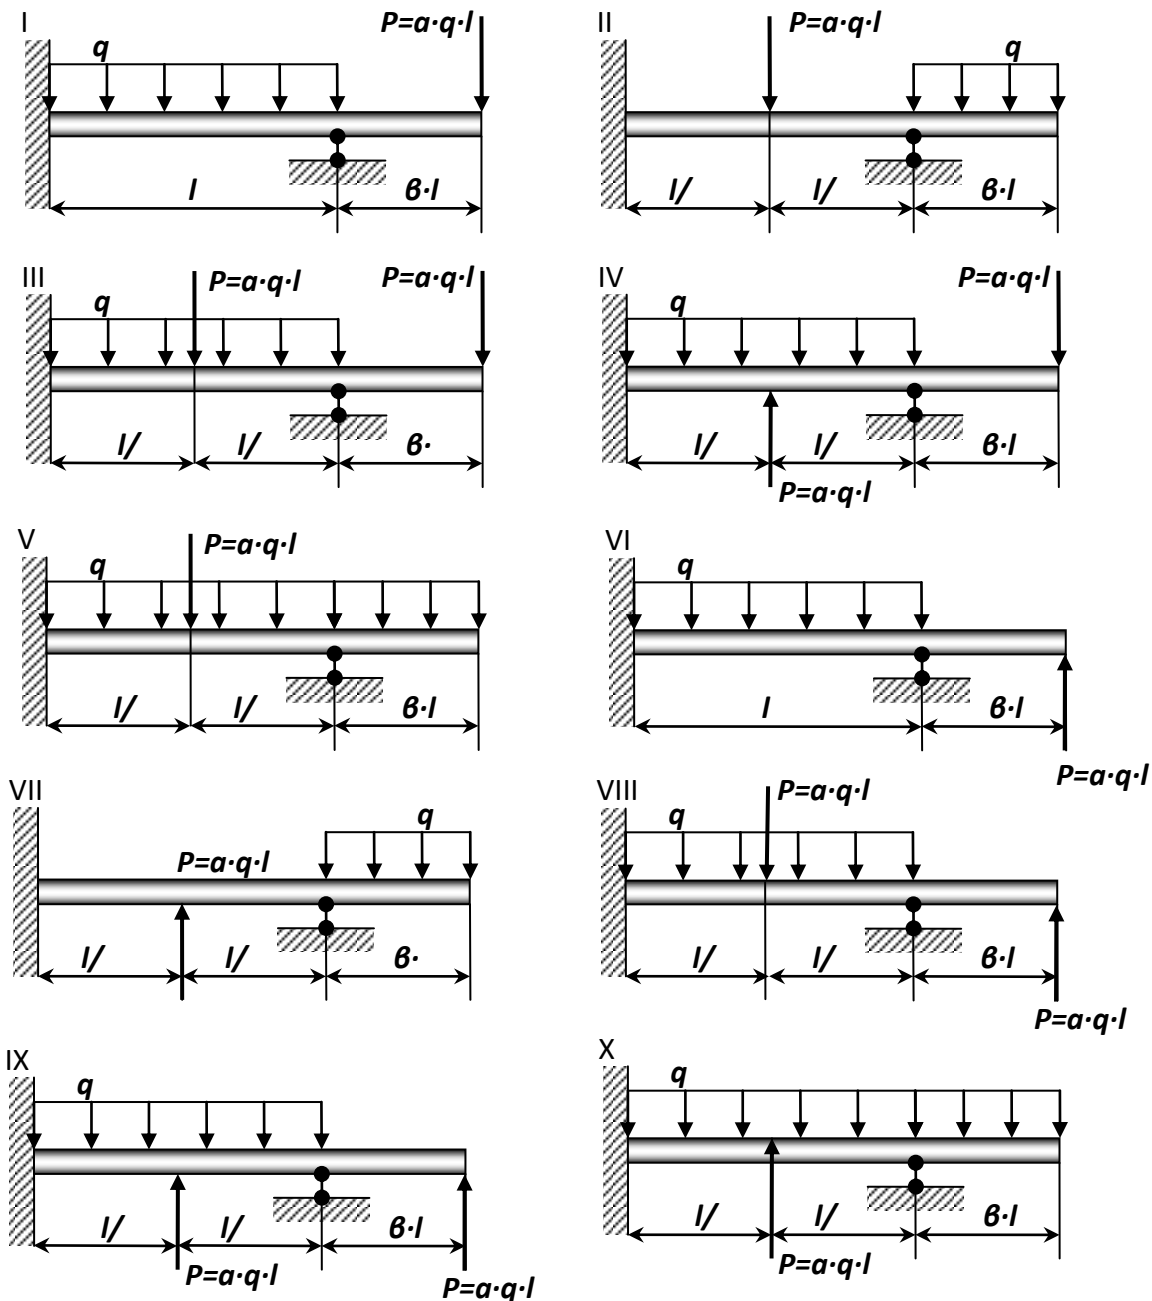 I
q
P=a·q·l
l
в·l
II
P=a·q·l
q
l/
l/
в·l
III
q
P=a·q·l
P=a·q·l
l/
l/
в·
IV
q
P=a·q·l
l/
l/
в·l
P=a·q·l
V
q
P=a·q·l
l/
l/
в·l
VI
q
l
в·l
P=a·q·l
VII
P=a·q·l
q
l/
l/
в·
VIII
q
P=a·q·l
l/
l/
в·l
P=a·q·l
IX
q
l/
l/
в·l
P=a·q·l
P=a·q·l
X
q
l/
l/
в·l
P=a·q·l